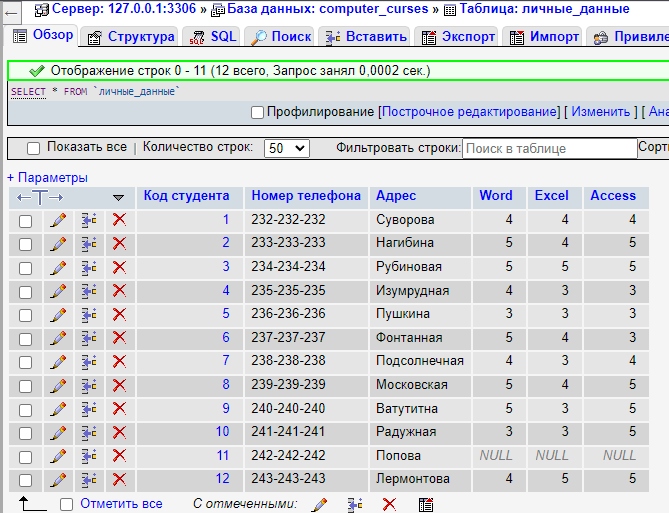 Сервер: 127.0.0.1:3306 » База данных: computer_curses » Таблица: личные_данные
Обзор Структура SQL Поиск Вставить Экспорт Импорт Привиле
Отображение строк 0 - 11 (12 всего, Запрос занял 0,0002 сек.)
SELECT * FROM `личные_данные`
Профилирование [Построчное редактирование] [ Изменить ] [ Ана
Показать все | Количество строк: 50 Фильтровать строки: Поиск в таблице Сорти
+ Параметры
←T→ Код студента Номер телефона Адрес Word Excel Access
1 232-232-232 Суворова 4 4 4
2 233-233-233 Нагибина 5 4 5
3 234-234-234 Рубиновая 5 5 5
4 235-235-235 Изумрудная 4 3 3
5 236-236-236 Пушкина 3 3 3
6 237-237-237 Фонтанная 5 4 3
7 238-238-238 Подсолнечная 4 3 4
8 239-239-239 Московская 5 4 5
9 240-240-240 Ватутитна 5 3 5
10 241-241-241 Радужная 3 3 5
11 242-242-242 Попова NULL NULL NULL
12 243-243-243 Лермонтова 4 5 5
Отметить все С отмеченными: